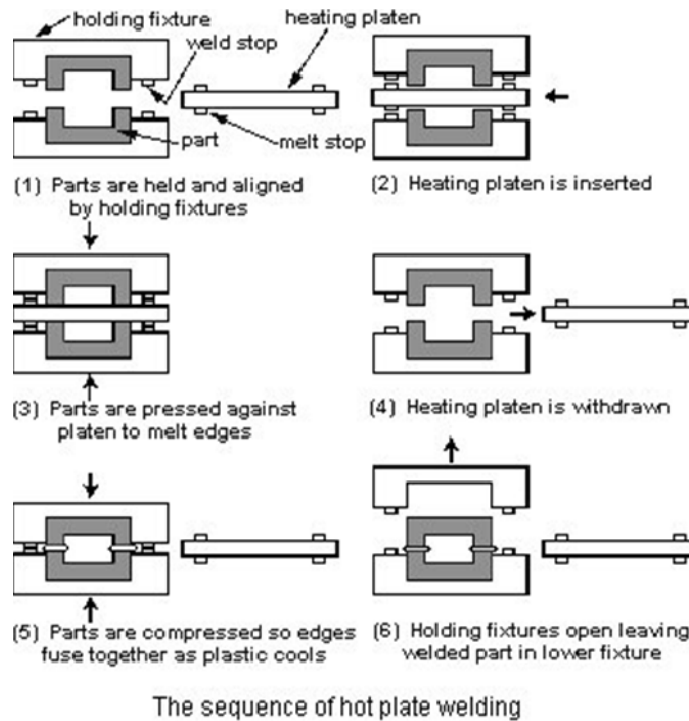 holding fixture
weld stop
heating platen
part
melt stop
(1) Parts are held and aligned
by holding fixtures
(2) Heating platen is inserted
(3) Parts are pressed against
platen to melt edges
(4) Heating platen is withdrawn
(5) Parts are compressed so edges
fuse together as plastic cools
(6) Holding fixtures open leaving
welded part in lower fixture
The sequence of hot plate welding